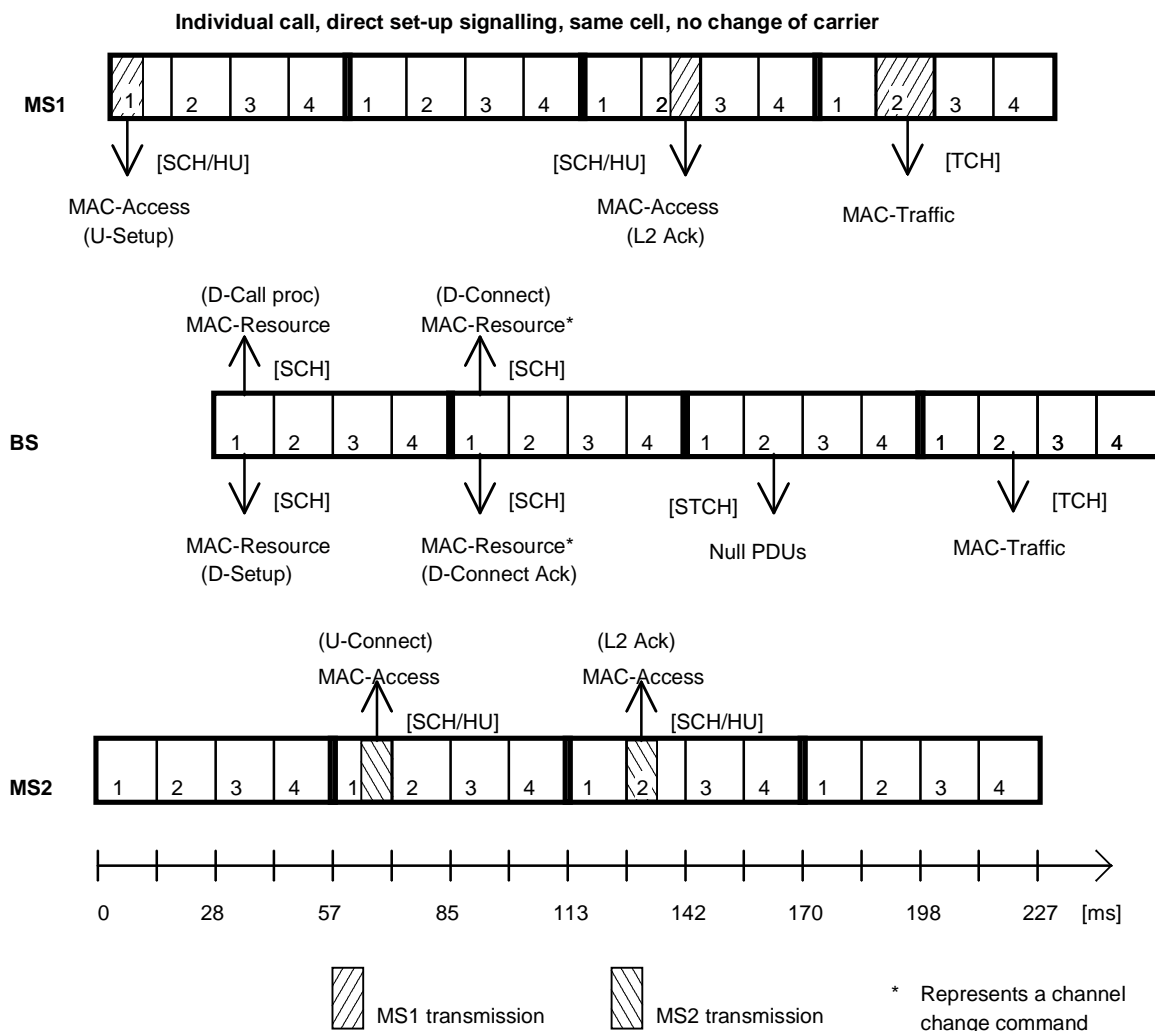 Individual call, direct set-up signalling, same cell, no change of carrier
MS1
1 2 3 4 1 2 3 4 1 2 3 4 1 2 3 4
[SCH/HU] [SCH/HU] [TCH]
MAC-Access MAC-Access MAC-Traffic
(U-Setup) (L2 Ack)
(D-Call proc) (D-Connect)
MAC-Resource MAC-Resource*
[SCH] [SCH]
BS
1 2 3 4 1 2 3 4 1 2 3 4 1 2 3 4
[SCH] [SCH] [STCH] [TCH]
MAC-Resource MAC-Resource* Null PDUs MAC-Traffic
(D-Setup) (D-Connect Ack)
(U-Connect) (L2 Ack)
MAC-Access MAC-Access
[SCH/HU] [SCH/HU]
MS2
1 2 3 4 1 2 3 4 1 2 3 4 1 2 3 4
0 28 57 85 113 142 170 198 227 [ms]
MS1 transmission MS2 transmission * Represents a channel
change command